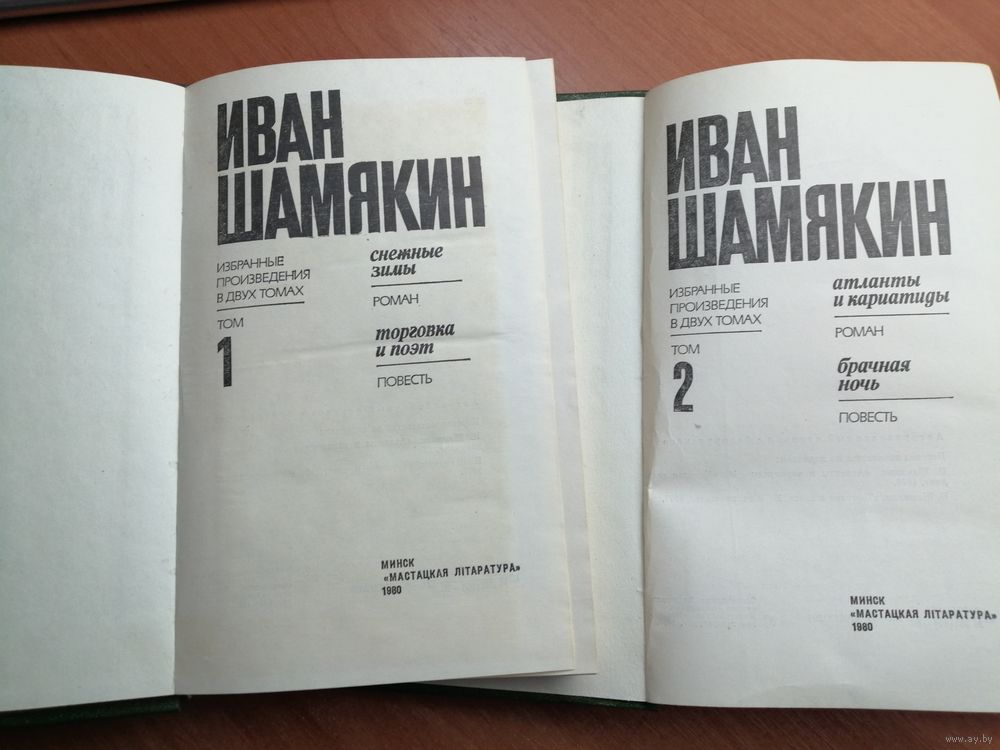 ИВАН
ШАМЯКИН
ИЗБРАННЫЕ
ПРОИЗВЕДЕНИЯ
В ДВУХ ТОМАХ
ТОМ
1
снежные
зимы
РОМАН
торговка
и поэт
ПОВЕСТЬ
МИНСК
«МАСТАЦКАЯ ЛІТАРАТУРА»
1980
ИВАН
ШАМЯКИН
ИЗБРАННЫЕ
ПРОИЗВЕДЕНИЯ
В ДВУХ ТОМАХ
ТОМ
2
атланты
и кариатиды
РОМАН
брачная
ночь
ПОВЕСТЬ
МИНСК
«МАСТАЦКАЯ ЛІТАРАТУРА»
1980
www.ay.by